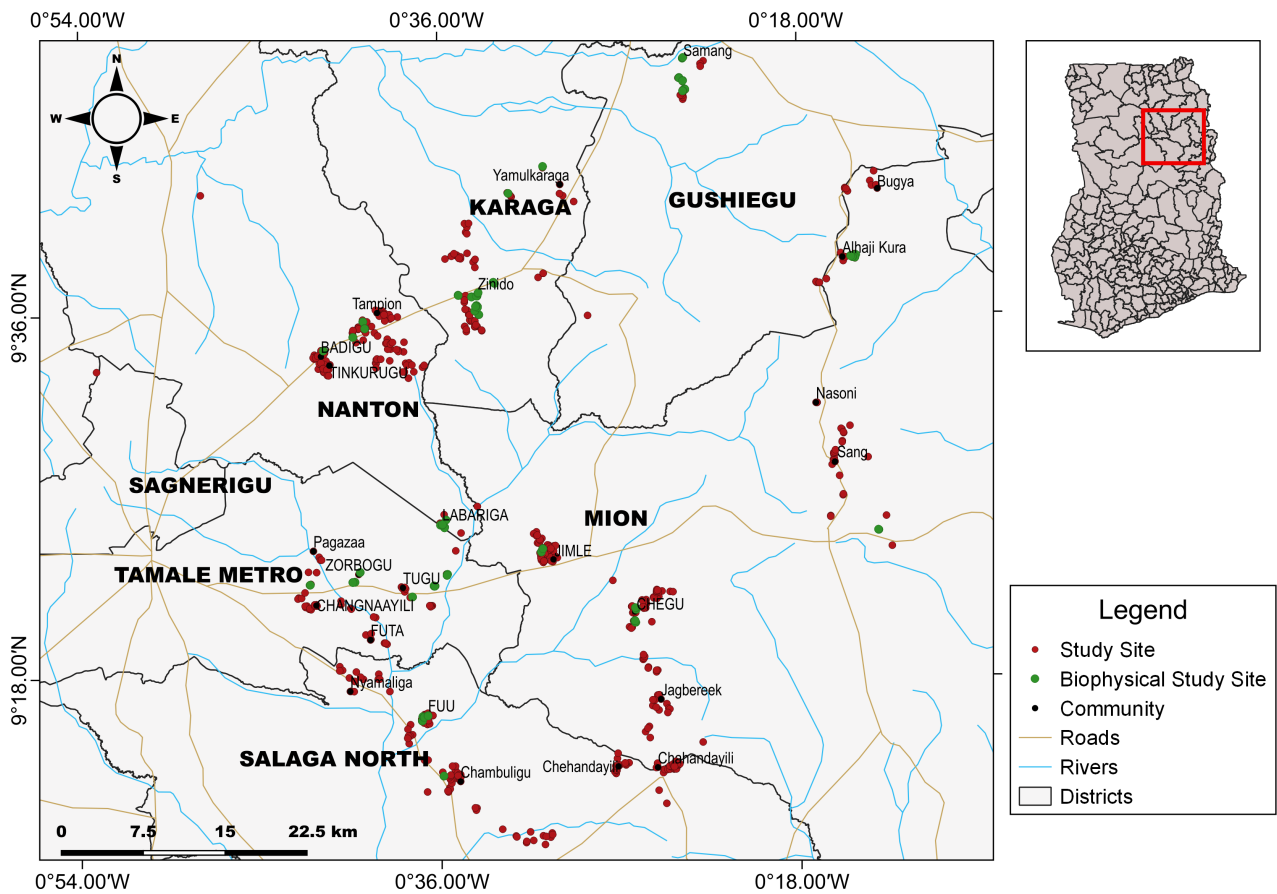 0°54.00'W 0°36.00'W 0°18.00'W
N
W E
S
Samang
Yamulkaraga
Bugya
KARAGA
GUSHIEGU
Alhaji Kura
Zinido
Tampion
9°36.00'N
BADIGU
TINKURUGU
NANTON
Nasoni
Sang
SAGNERIGU
LABARIGA
MION
Pagazaa
JIMLE
ZORBOGU
TAMALE METRO
TUGU
CHANGNAAYILI
CHEGU
FUTA
9°18.00'N
Nyamaliga
Jagbereek
FUU
SALAGA NORTH
Chehandayili
Chahandayili
Chambuligu
0 7.5 15 22.5 km
0°54.00'W 0°36.00'W 0°18.00'W
Legend
Study Site
Biophysical Study Site
Community
Roads
Rivers
Districts